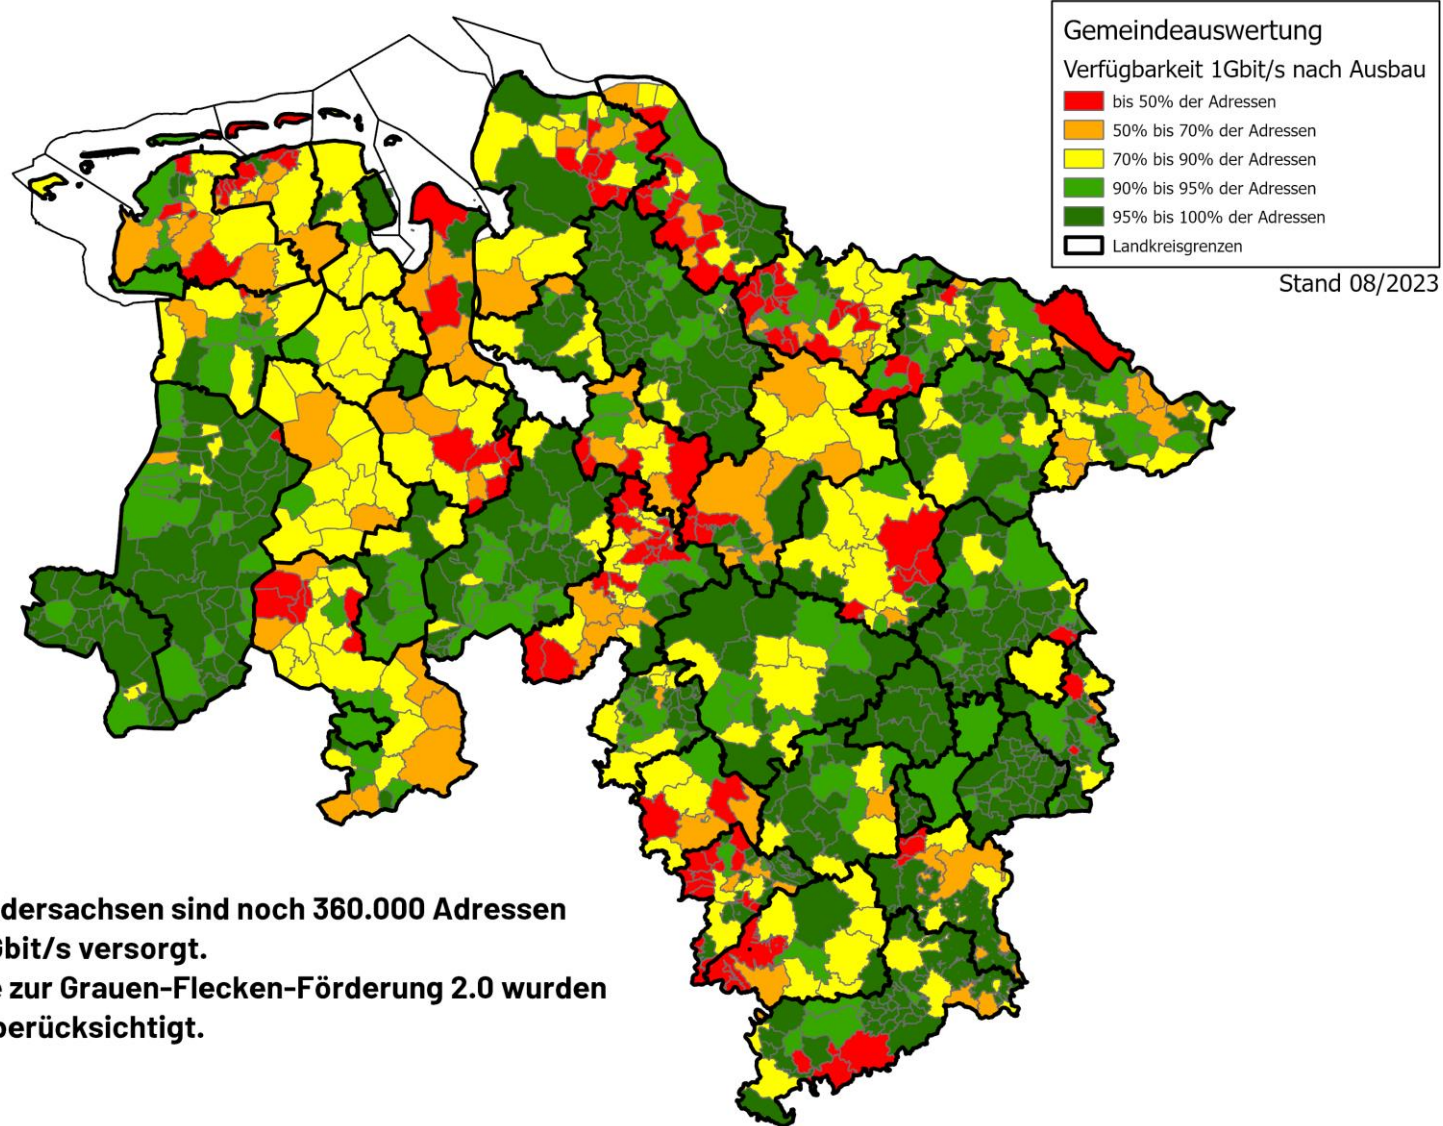 Gemeindeauswertung
Verfügbarkeit 1Gbit/s nach Ausbau
bis 50% der Adressen
50% bis 70% der Adressen
70% bis 90% der Adressen
90% bis 95% der Adressen
95% bis 100% der Adressen
Landkreisgrenzen
Stand 08/2023
dersachsen sind noch 360.000 Adressen
bit/s versorgt.
zur Grauen-Flecken-Förderung 2.0 wurden
berücksichtigt.